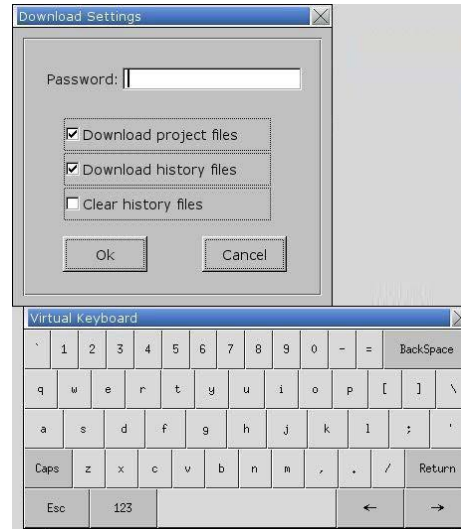 Download Settings
Password:
Download project files
Download history files
Clear history files
Ok Cancel
Virtual Keyboard
` 1 2 3 4 5 6 7 8 9 0 - = BackSpace
q w e r t y u i o p [ ] \
a s d f g h j k l ; '
Caps z x c v b n m , . / Return
Esc 123 ← →